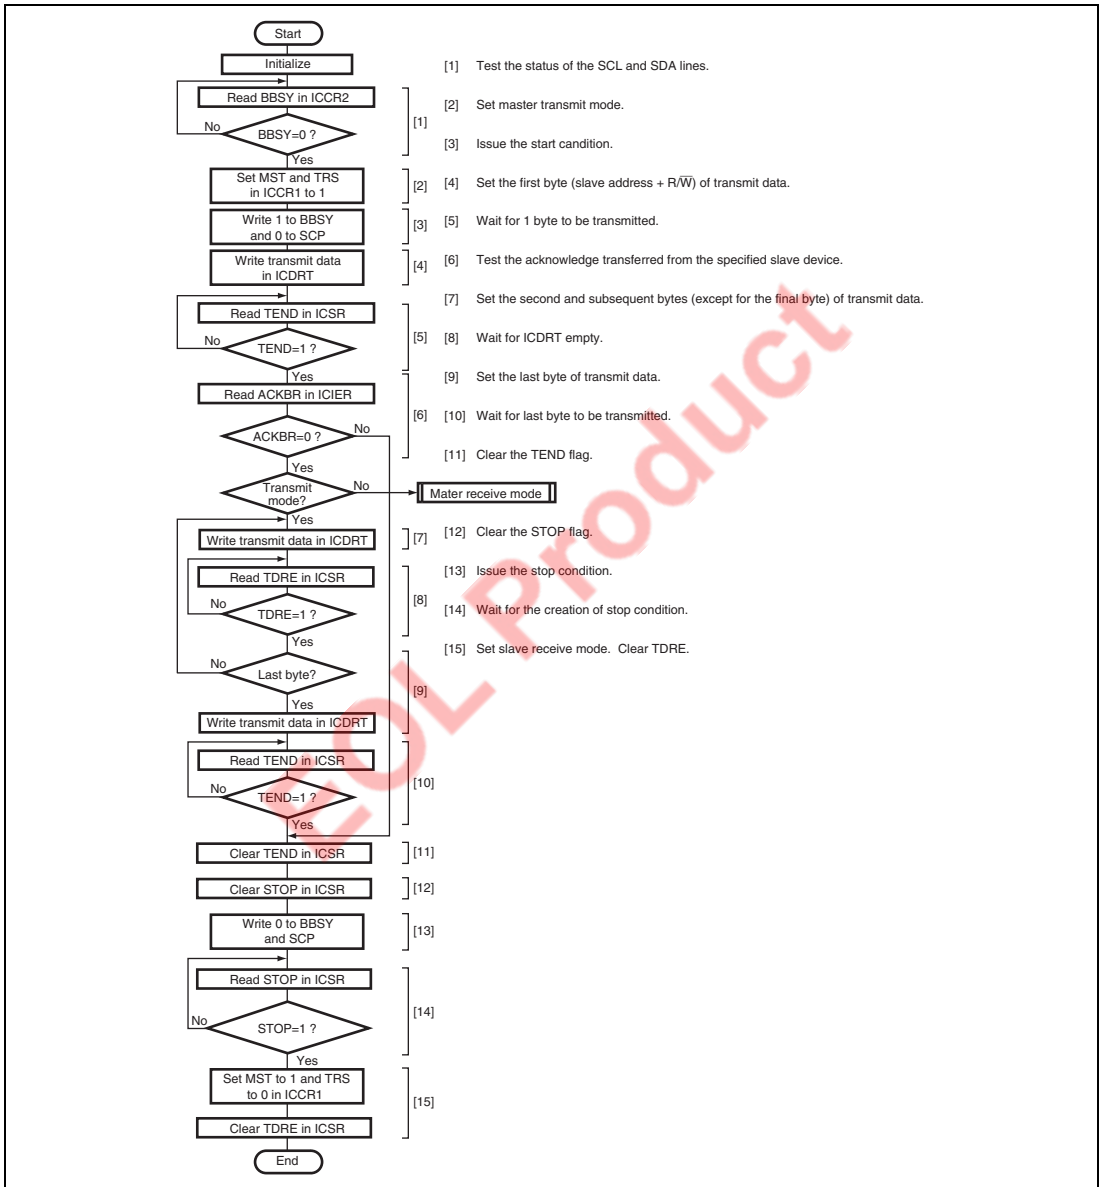 Start
Initialize
Read BBSY in ICCR2
BBSY=0 ?
No
Yes
[1]
Set MST and TRS
in ICCR1 to 1
[2]
Write 1 to BBSY
and 0 to SCP
[3]
Write transmit data
in ICDRT
[4]
Read TEND in ICSR
TEND=1 ?
No
Yes
[5]
Read ACKBR in ICIER
ACKBR=0 ?
No
Yes
[6]
Transmit
mode?
No
Yes
Mater receive mode
Write transmit data in ICDRT
[7]
Read TDRE in ICSR
TDRE=1 ?
No
Yes
[8]
Last byte?
No
Yes
Write transmit data in ICDRT
[9]
Read TEND in ICSR
TEND=1 ?
No
Yes
[10]
Clear TEND in ICSR
[11]
Clear STOP in ICSR
[12]
Write 0 to BBSY
and SCP
[13]
Read STOP in ICSR
STOP=1 ?
No
Yes
[14]
Set MST to 1 and TRS
to 0 in ICCR1
Clear TDRE in ICSR
[15]
End
[1] Test the status of the SCL and SDA lines.
[2] Set master transmit mode.
[3] Issue the start candition.
[4] Set the first byte (slave address + R/W̅) of transmit data.
[5] Wait for 1 byte to be transmitted.
[6] Test the acknowledge transferred from the specified slave device.
[7] Set the second and subsequent bytes (except for the final byte) of transmit data.
[8] Wait for ICDRT empty.
[9] Set the last byte of transmit data.
[10] Wait for last byte to be transmitted.
[11] Clear the TEND flag.
[12] Clear the STOP flag.
[13] Issue the stop condition.
[14] Wait for the creation of stop condition.
[15] Set slave receive mode. Clear TDRE.
EOL Product